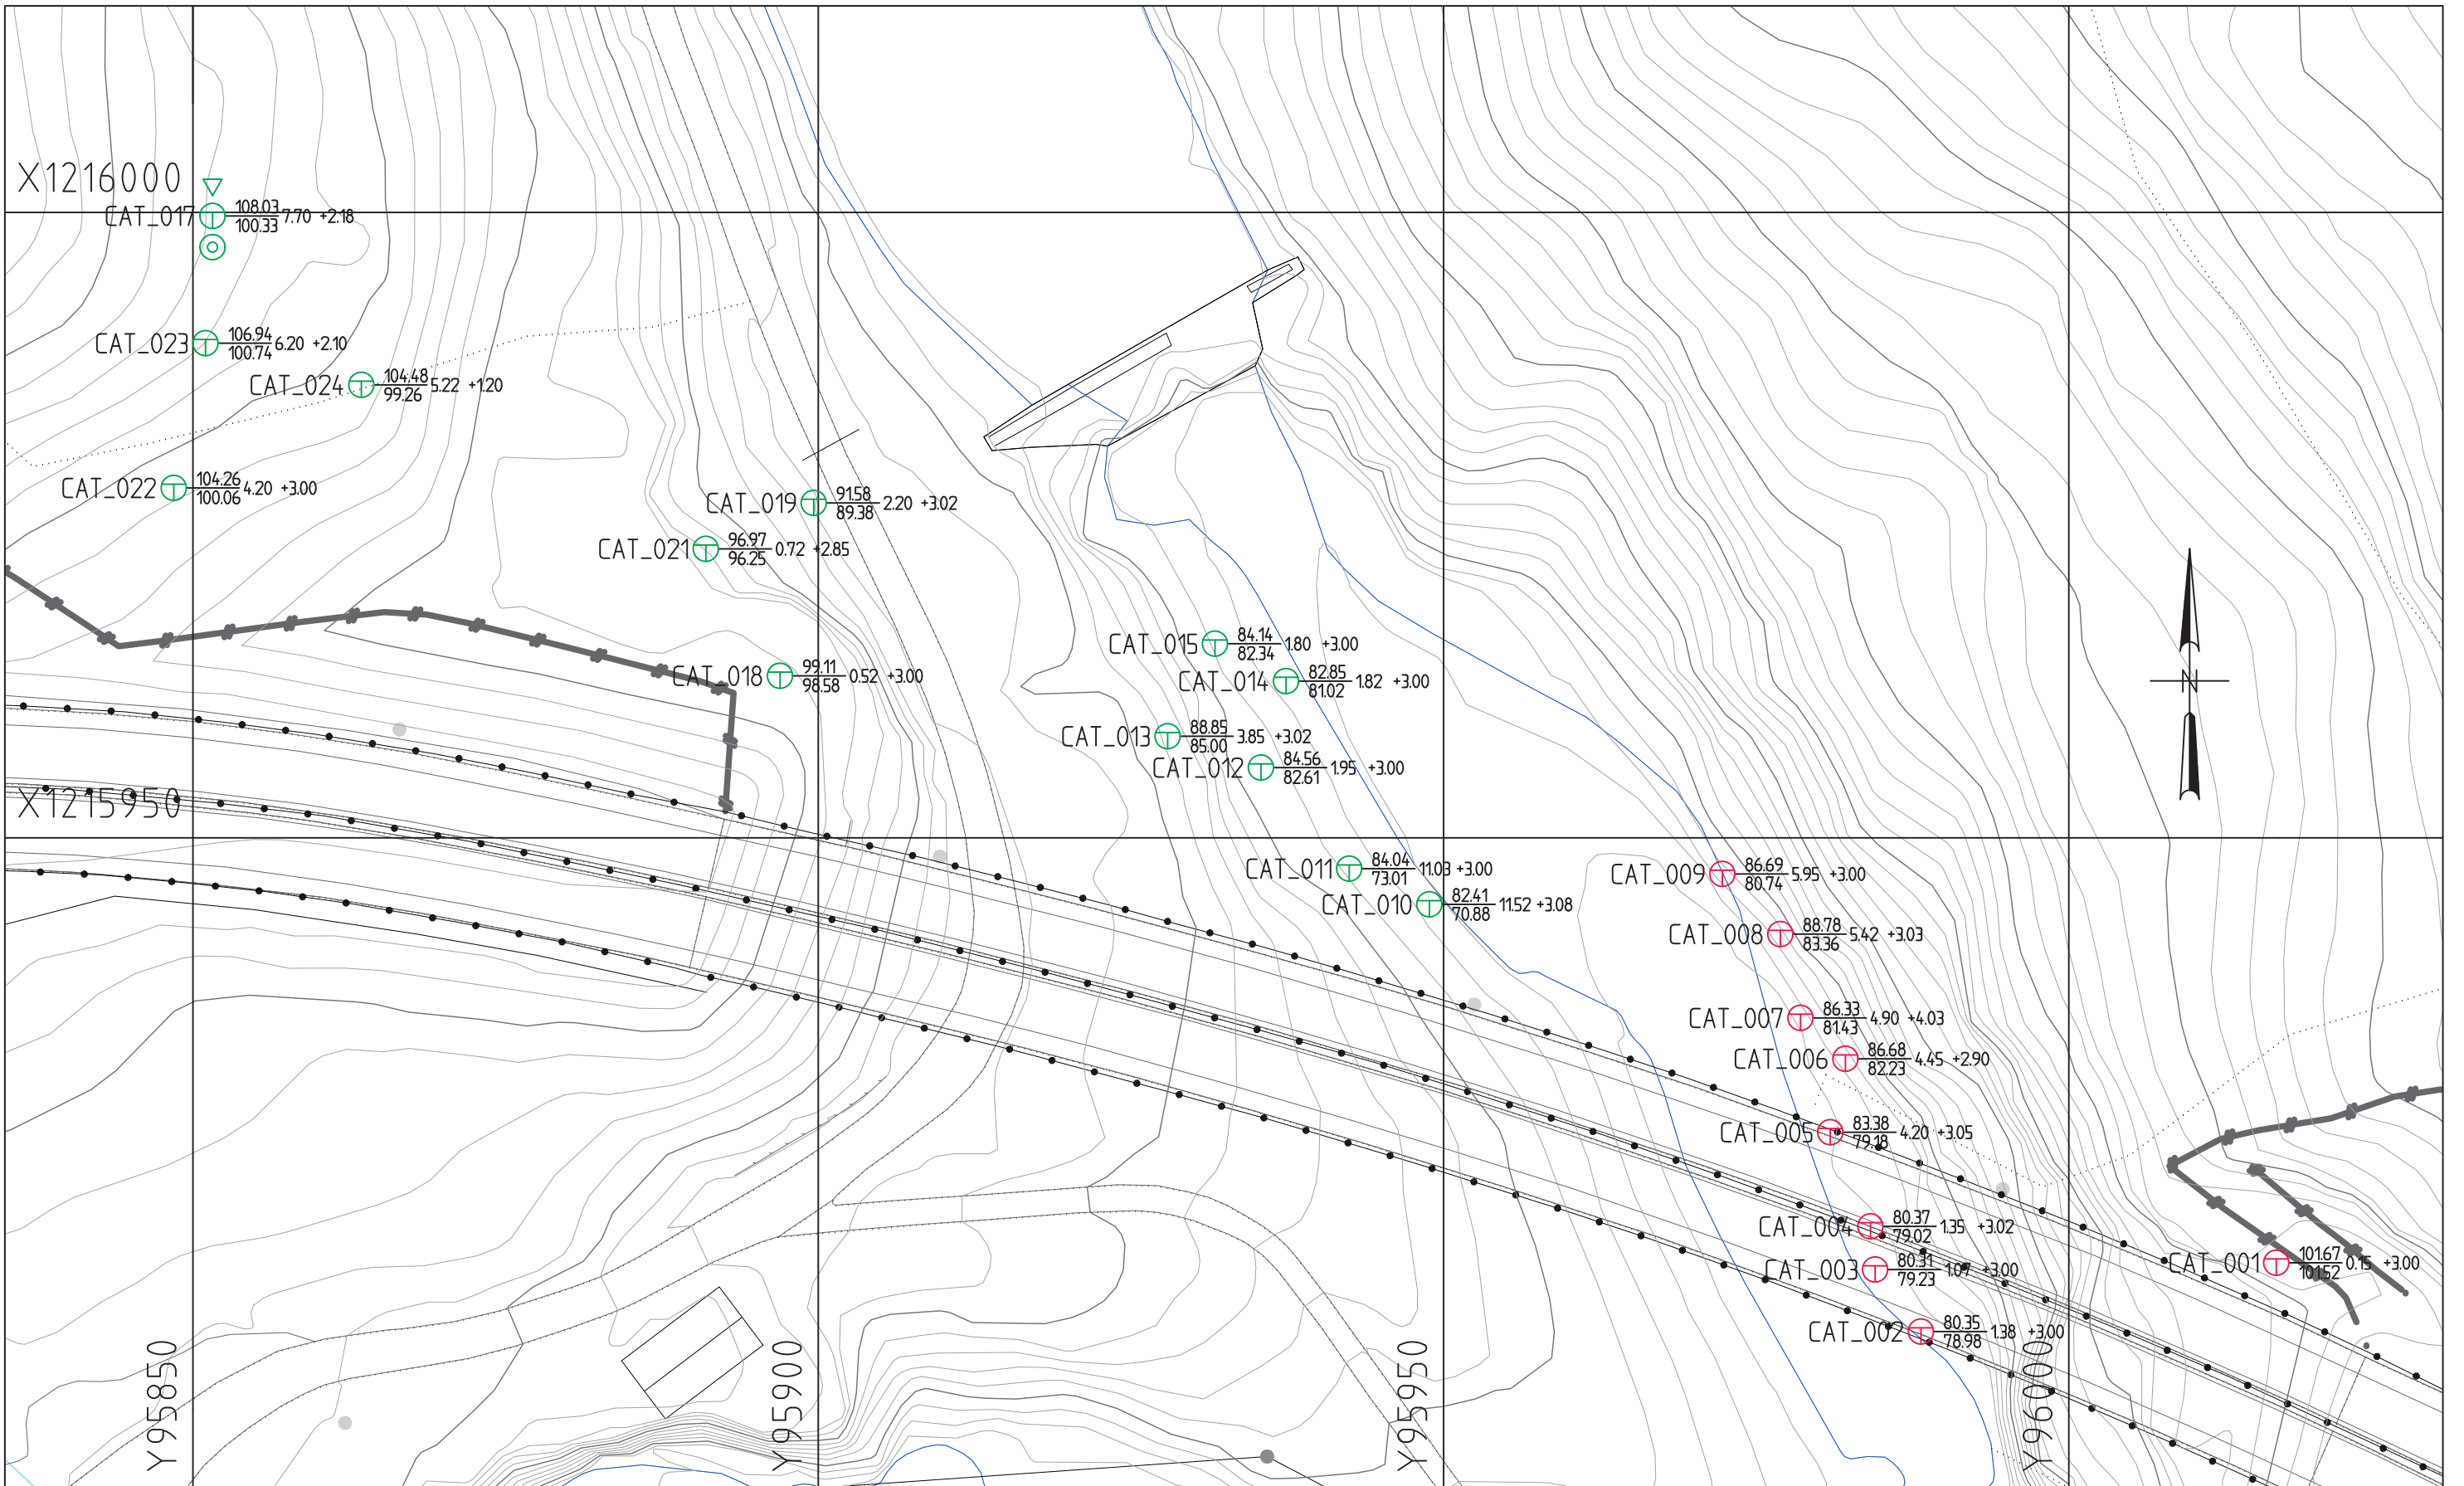 X1216000
CAT_017 108.03 7.70 +2.18
100.33
CAT_023 106.94 6.20 +2.10
100.74
CAT_024 104.48 5.22 +1.20
99.26
CAT_022 104.26 4.20 +3.00
100.06
CAT_019 91.58 2.20 +3.02
89.38
CAT_021 96.97 0.72 +2.85
96.25
CAT_015 84.14 1.80 +3.00
82.34
CAT_018 99.11 0.52 +3.00
98.58
CAT_014 82.85 1.82 +3.00
81.02
N
CAT_013 88.85 3.85 +3.02
85.00
CAT_012 84.56 1.95 +3.00
82.61
X1215950
CAT_011 84.04 11.03 +3.00
73.01
CAT_009 86.69 5.95 +3.00
80.74
CAT_010 82.41 11.52 +3.08
70.88
CAT_008 88.78 5.42 +3.03
83.36
CAT_007 86.33 4.90 +4.03
81.43
CAT_006 86.68 4.45 +2.90
82.23
CAT_005 83.38 4.20 +3.05
79.18
CAT_004 80.37 1.35 +3.02
79.02
CAT_003 80.31 1.07 +3.00
79.23
CAT_001 101.67 0.15 +3.00
101.52
CAT_002 80.35 1.38 +3.00
78.98
Y95850
Y95900
Y95950
Y96000